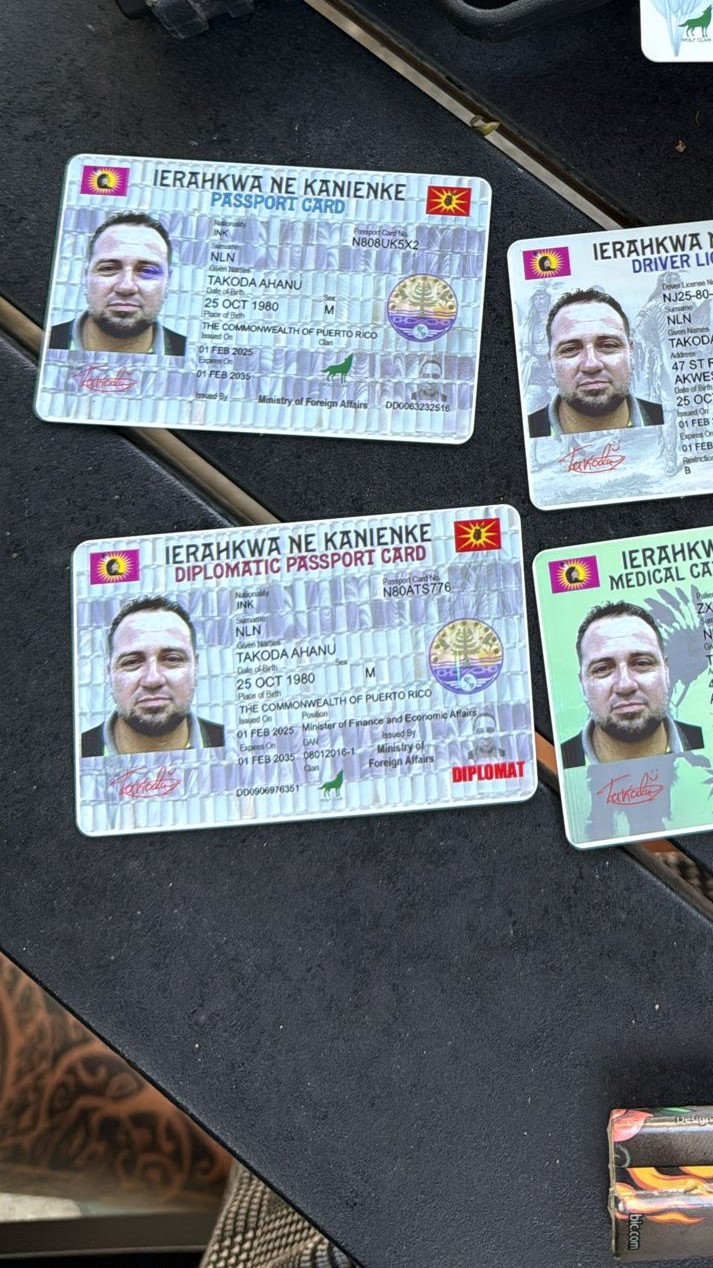 WOLF CLAN
IERAHKWA NE KANIENKE
PASSPORT CARD
Nationality
INK
Passport Card No.
N808UK5X2
Surname
NLN
Given Names
TAKODA AHANU
Date of Birth
25 OCT 1980
Sex
M
Place of Birth
THE COMMONWEALTH OF PUERTO RICO
Issued On
01 FEB 2025
Clan
Expires On
01 FEB 2035
Issued By
Ministry of Foreign Affairs
DD0063232516
IERAHKWA N
DRIVER LIC
Driver License N
NJ25-80-
Surname
NLN
Given Names
TAKODA
Address
47 ST R
AKWES
Date of Birth
25 OCT
Issued On
01 FEB
Expires On
01 FEB
Restriction
B
IERAHKWA NE KANIENKE
DIPLOMATIC PASSPORT CARD
Nationality
INK
Passport Card No.
N80ATS776
Surname
NLN
Given Names
TAKODA AHANU
Date of Birth
25 OCT 1980
Sex
M
Place of Birth
THE COMMONWEALTH OF PUERTO RICO
Issued On
01 FEB 2025
Position
Minister of Finance and Economic Affairs
Expires On
01 FEB 2035
CAN
08012016-1
Issued By
Ministry of
Foreign Affairs
Clan
DD0906976351
WOLF CLAN
DIPLOMAT
IERAHKW
MEDICAL CA
ZX
bic.com